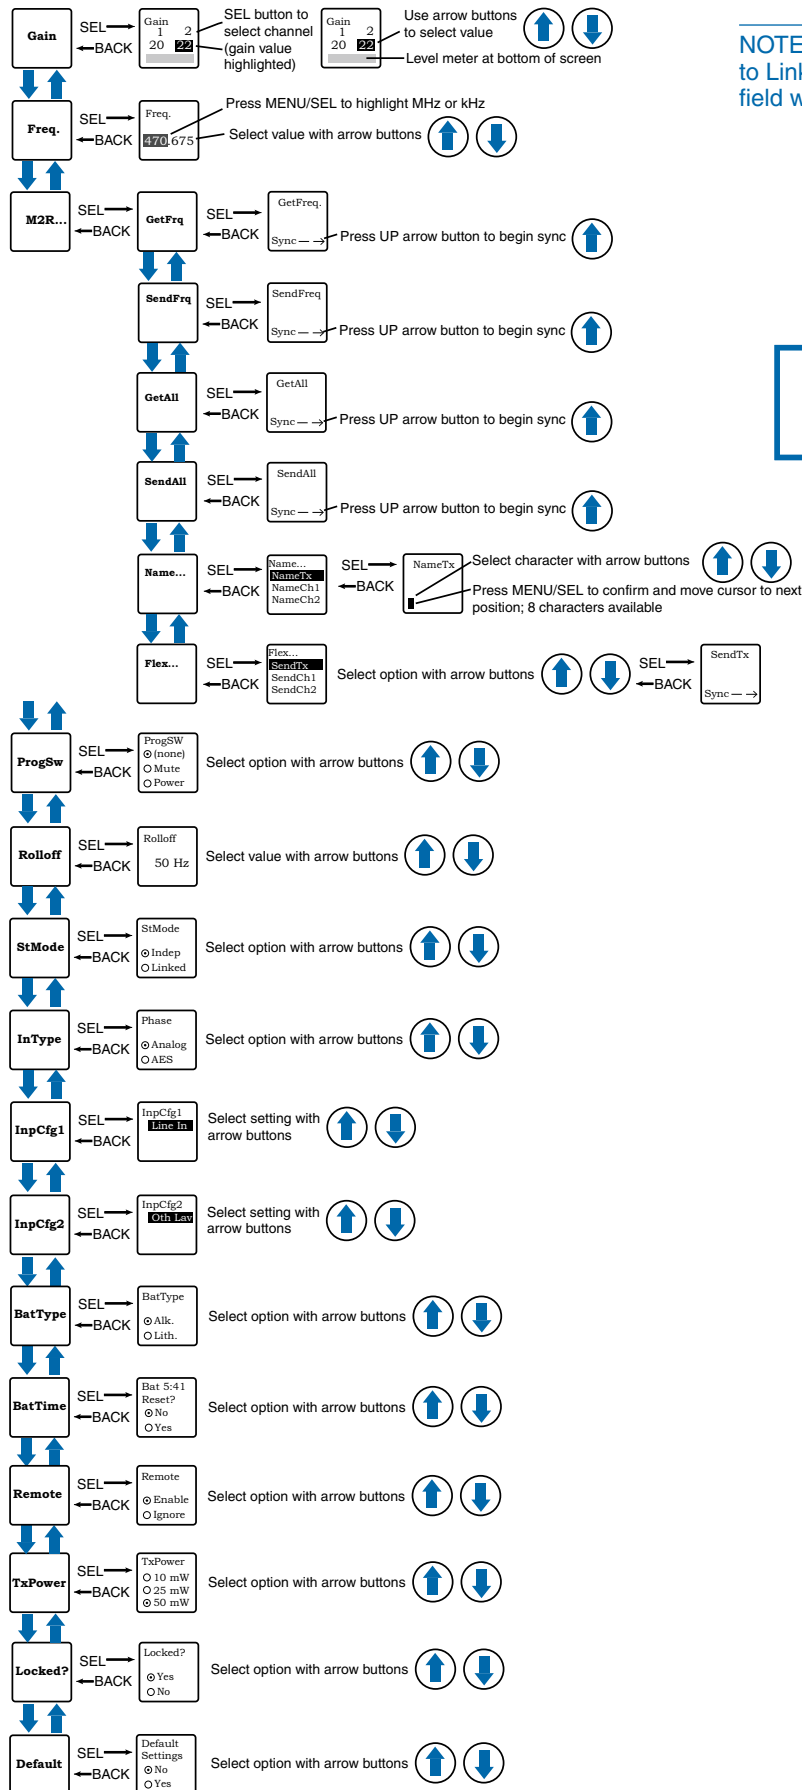 Gain
SEL
BACK
Gain
1 2
20 22
SEL button to
select channel
(gain value
highlighted)
Gain
1 2
20 22
Use arrow buttons
to select value
Level meter at bottom of screen
NOTE
to Link
field w
Freq.
SEL
BACK
Freq.
470.675
Press MENU/SEL to highlight MHz or kHz
Select value with arrow buttons
M2R...
SEL
BACK
GetFrq
SEL
BACK
GetFreq.
Sync
Press UP arrow button to begin sync
SendFrq
SEL
BACK
SendFreq
Sync
Press UP arrow button to begin sync
GetAll
SEL
BACK
GetAll
Sync
Press UP arrow button to begin sync
SendAll
SEL
BACK
SendAll
Sync
Press UP arrow button to begin sync
Name...
SEL
BACK
Name...
NameTx
NameCh1
NameCh2
SEL
BACK
NameTx
Select character with arrow buttons
Press MENU/SEL to confirm and move cursor to next
position; 8 characters available
Flex...
SEL
BACK
Flex...
SendTx
SendCh1
SendCh2
Select option with arrow buttons
SEL
BACK
SendTx
Sync
ProgSw
SEL
BACK
ProgSW
(none)
Mute
Power
Select option with arrow buttons
Rolloff
SEL
BACK
Rolloff
50 Hz
Select value with arrow buttons
StMode
SEL
BACK
StMode
Indep
Linked
Select option with arrow buttons
InType
SEL
BACK
Phase
Analog
AES
Select option with arrow buttons
InpCfg1
SEL
BACK
InpCfg1
Line In
Select setting with
arrow buttons
InpCfg2
SEL
BACK
InpCfg2
Oth Lav
Select setting with
arrow buttons
BatType
SEL
BACK
BatType
Alk.
Lith.
Select option with arrow buttons
BatTime
SEL
BACK
Bat 5:41
Reset?
No
Yes
Select option with arrow buttons
Remote
SEL
BACK
Remote
Enable
Ignore
Select option with arrow buttons
TxPower
SEL
BACK
TxPower
10 mW
25 mW
50 mW
Select option with arrow buttons
Locked?
SEL
BACK
Locked?
Yes
No
Select option with arrow buttons
Default
SEL
BACK
Default
Settings
No
Yes
Select option with arrow buttons